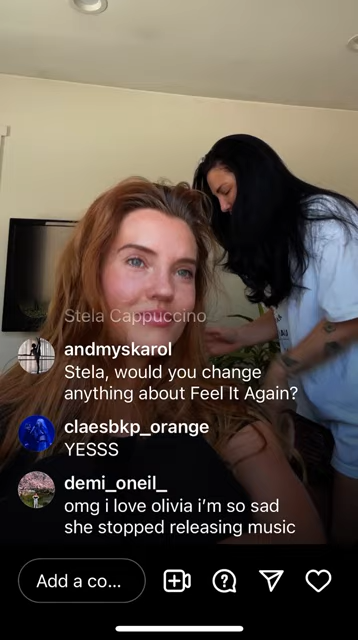 Stela Cappuccino
andmyskarol
Stela, would you change
anything about Feel It Again?
claesbkp_orange
YESSS
demi_oneil_
omg i love olivia i'm so sad
she stopped releasing music
Add a co...